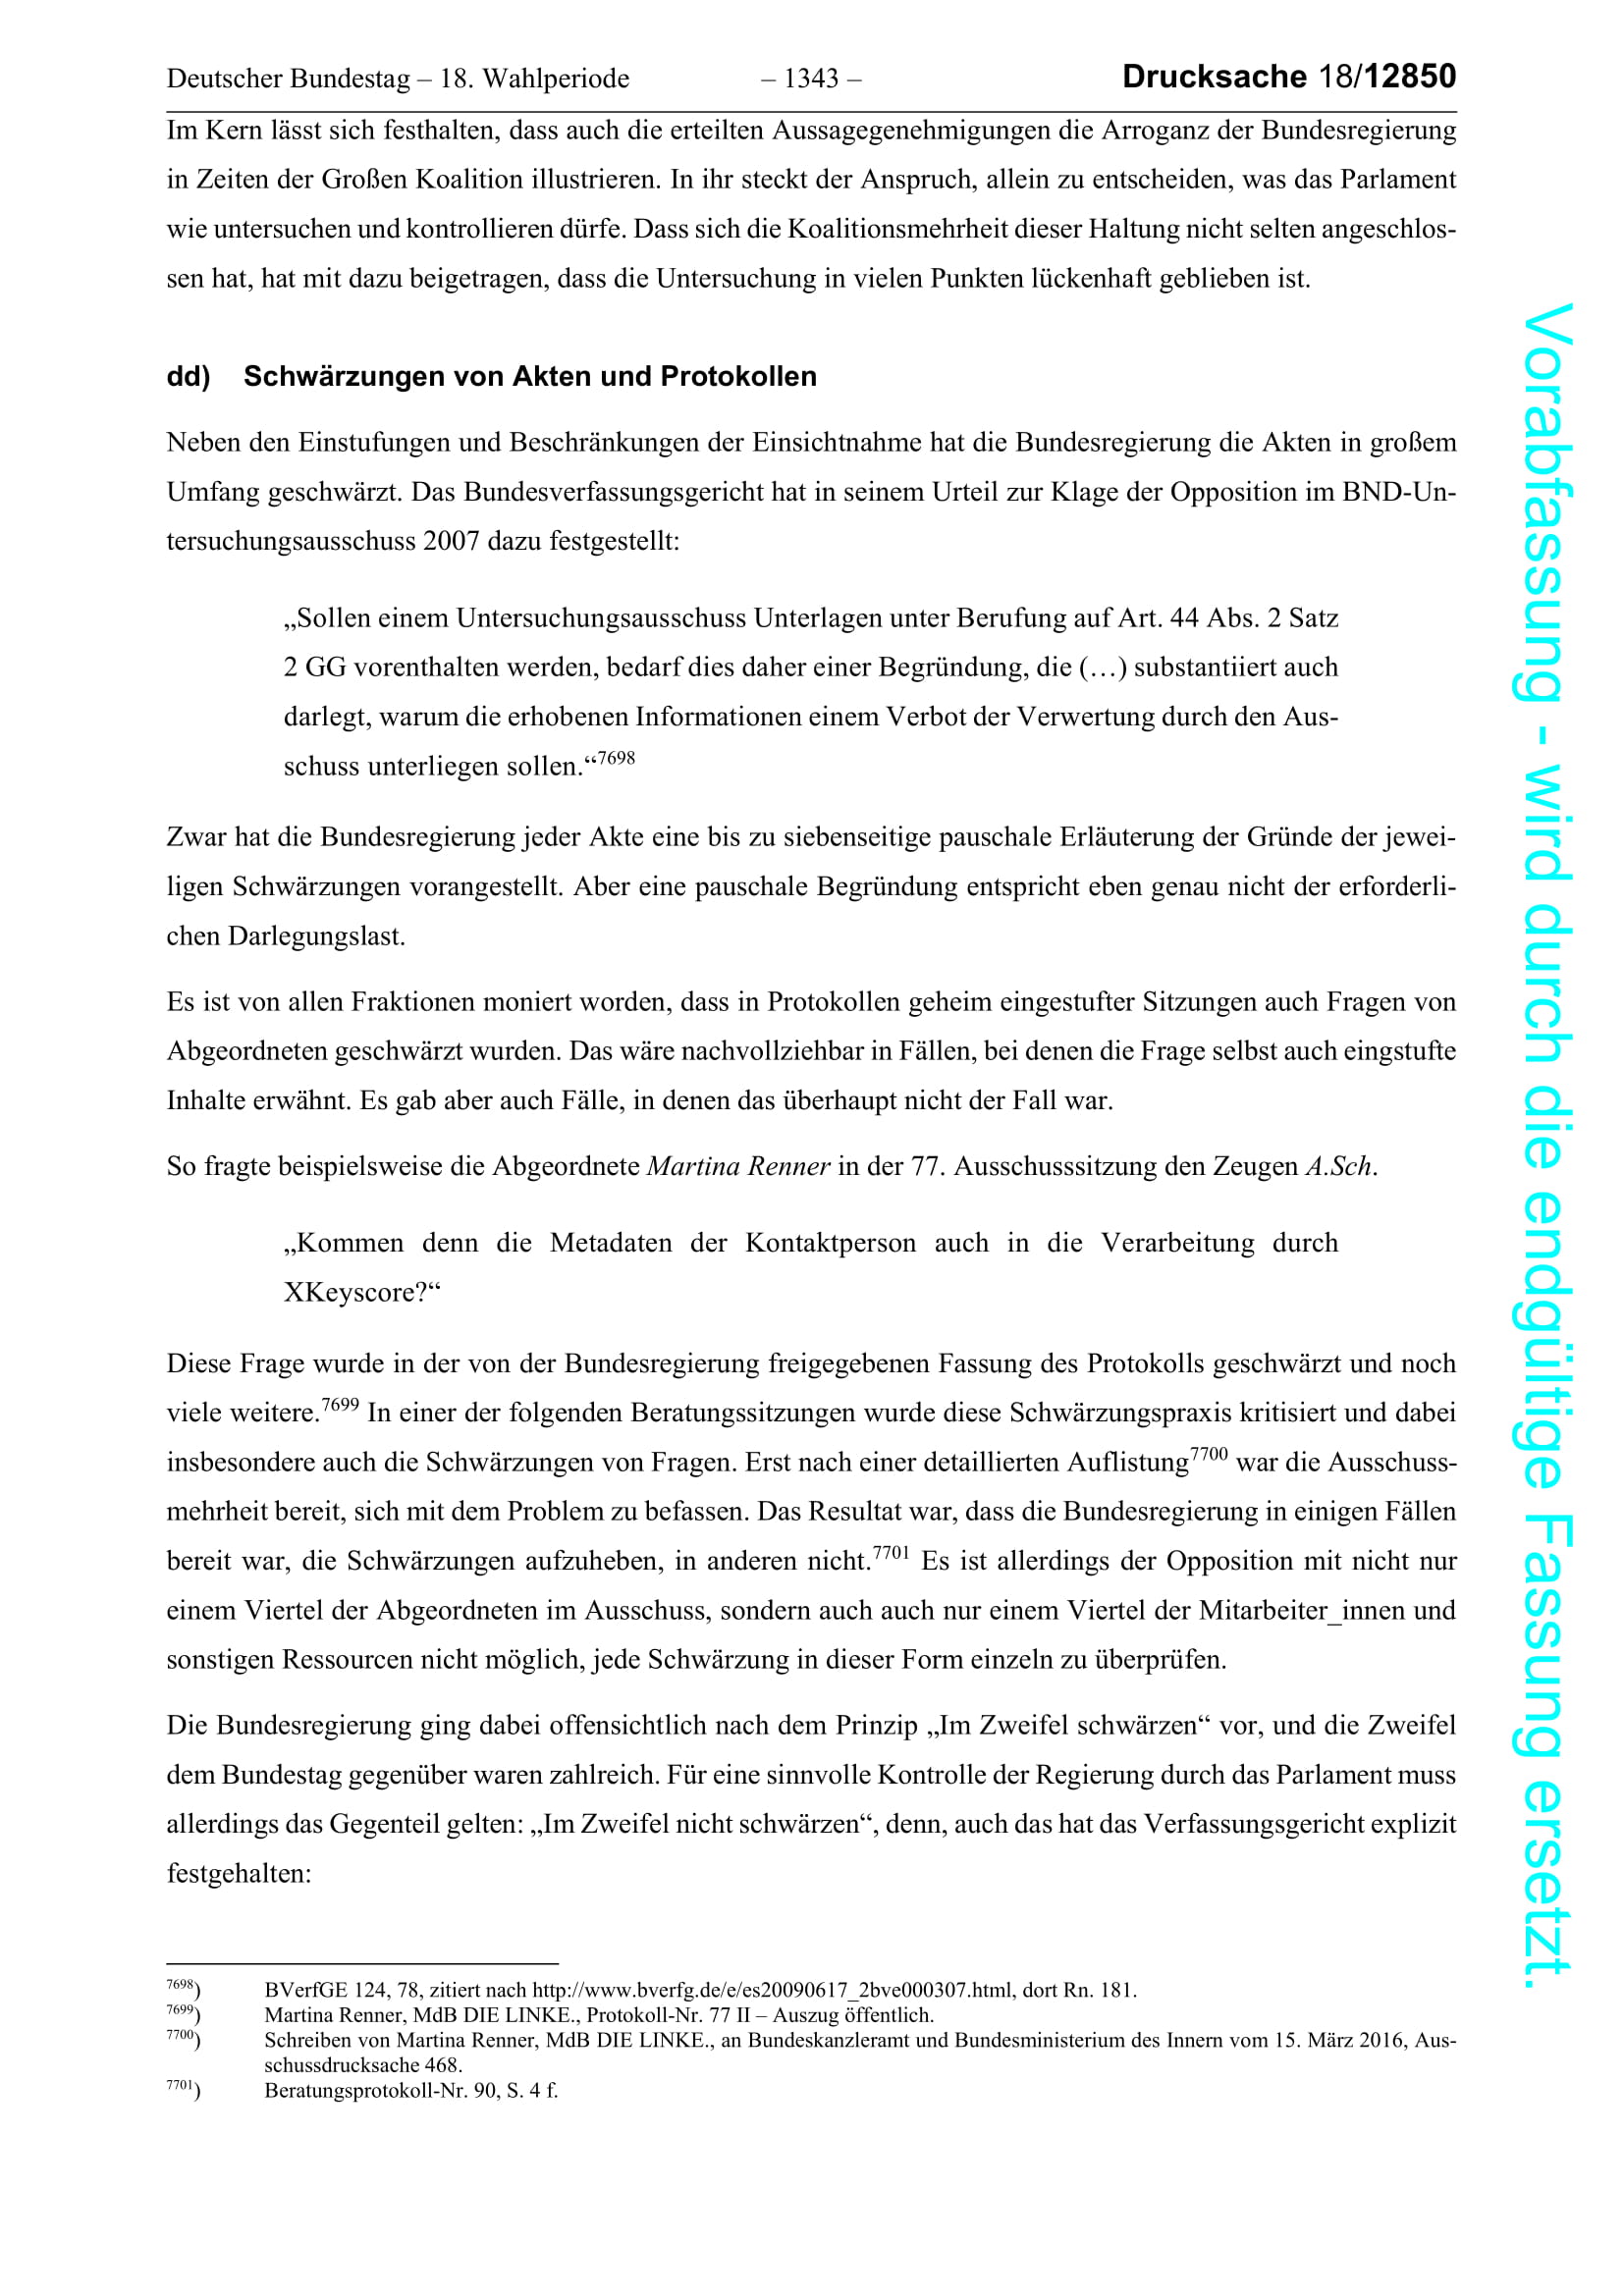 Deutscher Bundestag – 18. Wahlperiode – 1343 – Drucksache 18/12850
Im Kern lässt sich festhalten, dass auch die erteilten Aussagegenehmigungen die Arroganz der Bundesregierung
in Zeiten der Großen Koalition illustrieren. In ihr steckt der Anspruch, allein zu entscheiden, was das Parlament
wie untersuchen und kontrollieren dürfe. Dass sich die Koalitionsmehrheit dieser Haltung nicht selten angeschlos-
sen hat, hat mit dazu beigetragen, dass die Untersuchung in vielen Punkten lückenhaft geblieben ist.
dd) Schwärzungen von Akten und Protokollen
Neben den Einstufungen und Beschränkungen der Einsichtnahme hat die Bundesregierung die Akten in großem
Umfang geschwärzt. Das Bundesverfassungsgericht hat in seinem Urteil zur Klage der Opposition im BND-Un-
tersuchungsausschuss 2007 dazu festgestellt:
„Sollen einem Untersuchungsausschuss Unterlagen unter Berufung auf Art. 44 Abs. 2 Satz
2 GG vorenthalten werden, bedarf dies daher einer Begründung, die (…) substantiiert auch
darlegt, warum die erhobenen Informationen einem Verbot der Verwertung durch den Aus-
schuss unterliegen sollen.“7698
Zwar hat die Bundesregierung jeder Akte eine bis zu siebenseitige pauschale Erläuterung der Gründe der jewei-
ligen Schwärzungen vorangestellt. Aber eine pauschale Begründung entspricht eben genau nicht der erforderli-
chen Darlegungslast.
Es ist von allen Fraktionen moniert worden, dass in Protokollen geheim eingestufter Sitzungen auch Fragen von
Abgeordneten geschwärzt wurden. Das wäre nachvollziehbar in Fällen, bei denen die Frage selbst auch eingstufte
Inhalte erwähnt. Es gab aber auch Fälle, in denen das überhaupt nicht der Fall war.
So fragte beispielsweise die Abgeordnete Martina Renner in der 77. Ausschusssitzung den Zeugen A.Sch.
„Kommen denn die Metadaten der Kontaktperson auch in die Verarbeitung durch
XKeyscore?“
Diese Frage wurde in der von der Bundesregierung freigegebenen Fassung des Protokolls geschwärzt und noch
viele weitere.7699 In einer der folgenden Beratungssitzungen wurde diese Schwärzungspraxis kritisiert und dabei
insbesondere auch die Schwärzungen von Fragen. Erst nach einer detaillierten Auflistung7700 war die Ausschuss-
mehrheit bereit, sich mit dem Problem zu befassen. Das Resultat war, dass die Bundesregierung in einigen Fällen
bereit war, die Schwärzungen aufzuheben, in anderen nicht.7701 Es ist allerdings der Opposition mit nicht nur
einem Viertel der Abgeordneten im Ausschuss, sondern auch auch nur einem Viertel der Mitarbeiter_innen und
sonstigen Ressourcen nicht möglich, jede Schwärzung in dieser Form einzeln zu überprüfen.
Die Bundesregierung ging dabei offensichtlich nach dem Prinzip „Im Zweifel schwärzen“ vor, und die Zweifel
dem Bundestag gegenüber waren zahlreich. Für eine sinnvolle Kontrolle der Regierung durch das Parlament muss
allerdings das Gegenteil gelten: „Im Zweifel nicht schwärzen“, denn, auch das hat das Verfassungsgericht explizit
festgehalten:
7698) BVerfGE 124, 78, zitiert nach http://www.bverfg.de/e/es20090617_2bve000307.html, dort Rn. 181.
7699) Martina Renner, MdB DIE LINKE., Protokoll-Nr. 77 II – Auszug öffentlich.
7700) Schreiben von Martina Renner, MdB DIE LINKE., an Bundeskanzleramt und Bundesministerium des Innern vom 15. März 2016, Aus-
schussdrucksache 468.
7701) Beratungsprotokoll-Nr. 90, S. 4 f.
Vorabfassung - wird durch die endgültige Fassung ersetzt.